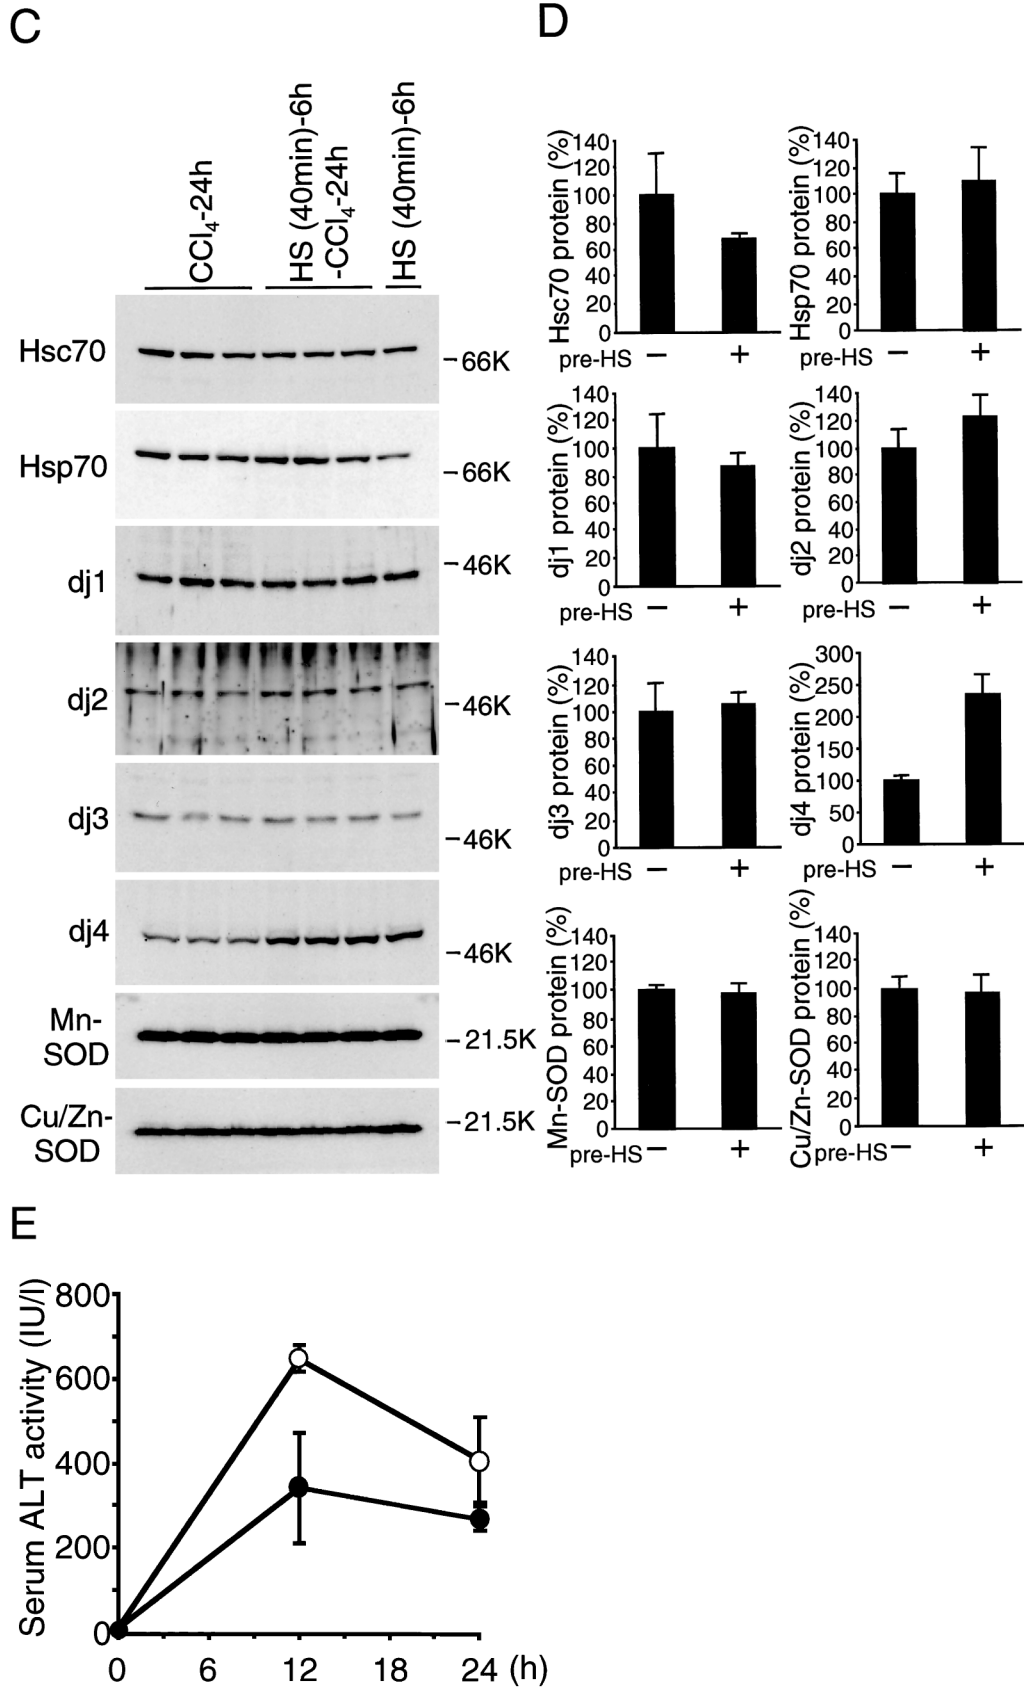 C
CCl4-24h
HS (40min)-6h
-CCl4-24h
HS (40min)-6h
Hsc70
-66K
Hsp70
-66K
dj1
-46K
dj2
-46K
dj3
-46K
dj4
-46K
Mn-
SOD
-21.5K
Cu/Zn-
SOD
-21.5K
D
Hsc70 protein (%)
140
120
100
80
60
40
20
0
pre-HS − +
Hsp70 protein (%)
140
120
100
80
60
40
20
0
pre-HS − +
dj1 protein (%)
140
120
100
80
60
40
20
0
pre-HS − +
dj2 protein (%)
140
120
100
80
60
40
20
0
pre-HS − +
dj3 protein (%)
140
120
100
80
60
40
20
0
pre-HS − +
dj4 protein (%)
300
250
200
150
100
50
0
pre-HS − +
Mn-SOD protein (%)
140
120
100
80
60
40
20
0
pre-HS − +
Cu/Zn-SOD protein (%)
140
120
100
80
60
40
20
0
pre-HS − +
E
Serum ALT activity (IU/l)
800
600
400
200
0
0 6 12 18 24 (h)